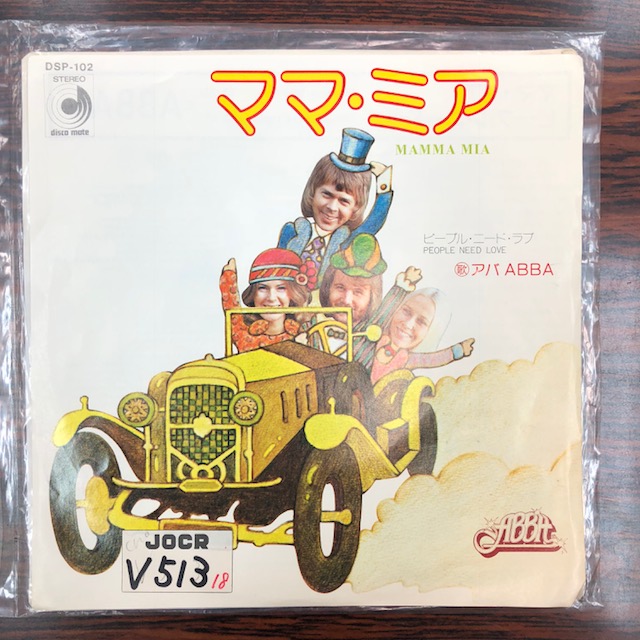 DSP-102
STEREO
disco mate
ママ・ミア
MAMMA MIA
ピープル・ニード・ラブ
PEOPLE NEED LOVE
歌 アバ ABBA
ABBA
JOCR
V513 18